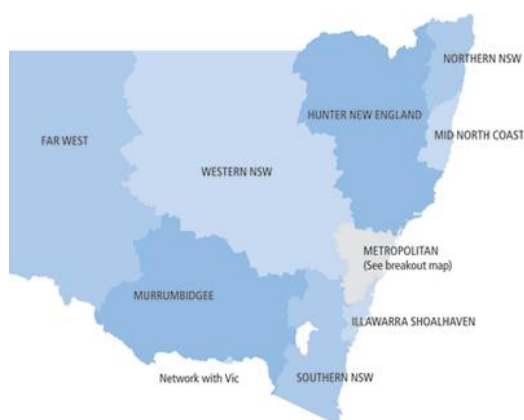 NORTHERN NSW
HUNTER NEW ENGLAND
MID NORTH COAST
FAR WEST
WESTERN NSW
METROPOLITAN
(See breakout map)
MURRUMBIDGEE
ILLAWARRA SHOALHAVEN
Network with Vic
SOUTHERN NSW